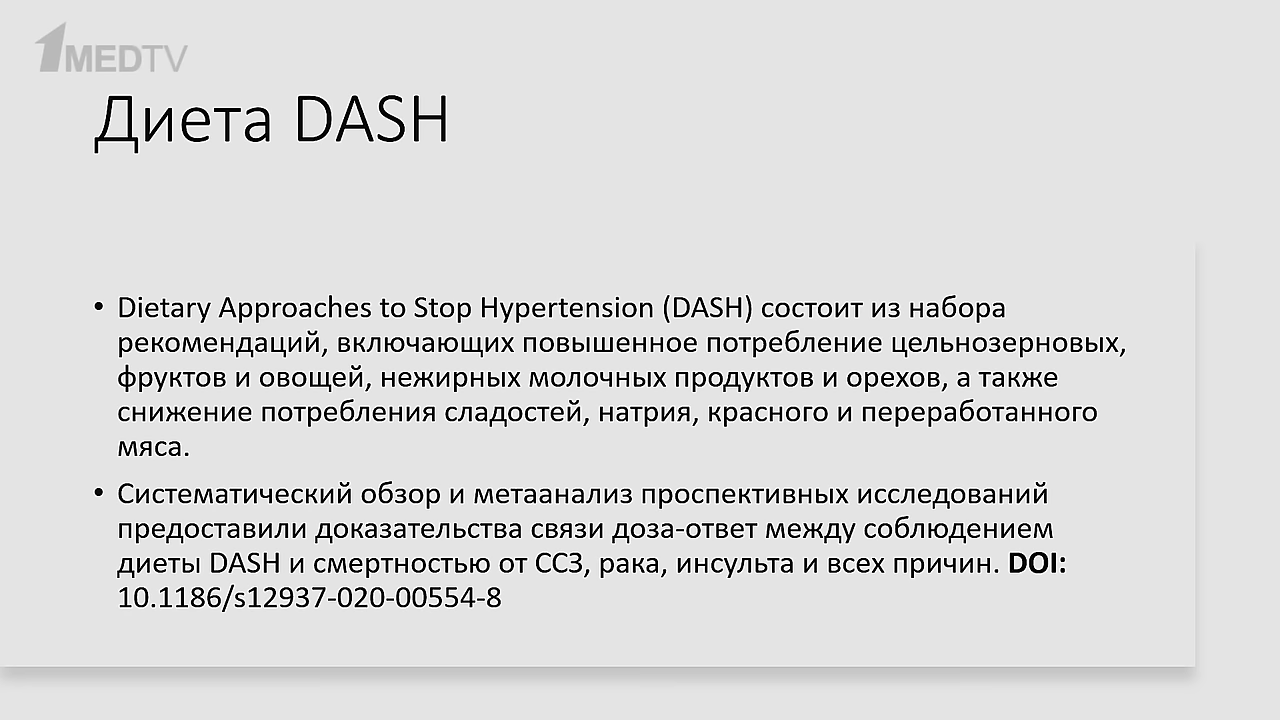 1MEDTV
Диета DASH
• Dietary Approaches to Stop Hypertension (DASH) состоит из набора
рекомендаций, включающих повышенное потребление цельнозерновых,
фруктов и овощей, нежирных молочных продуктов и орехов, а также
снижение потребления сладостей, натрия, красного и переработанного
мяса.
• Систематический обзор и метаанализ проспективных исследований
предоставили доказательства связи доза-ответ между соблюдением
диеты DASH и смертностью от ССЗ, рака, инсульта и всех причин. DOI:
10.1186/s12937-020-00554-8